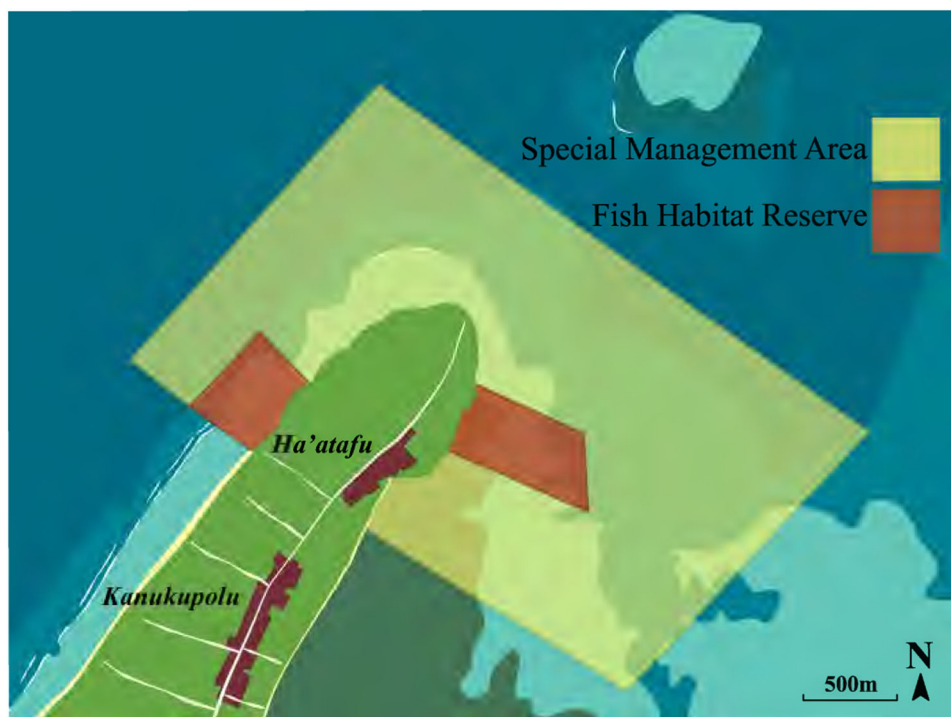 Special Management Area
Fish Habitat Reserve
Ha'atafu
Kanukupolu
N
500m